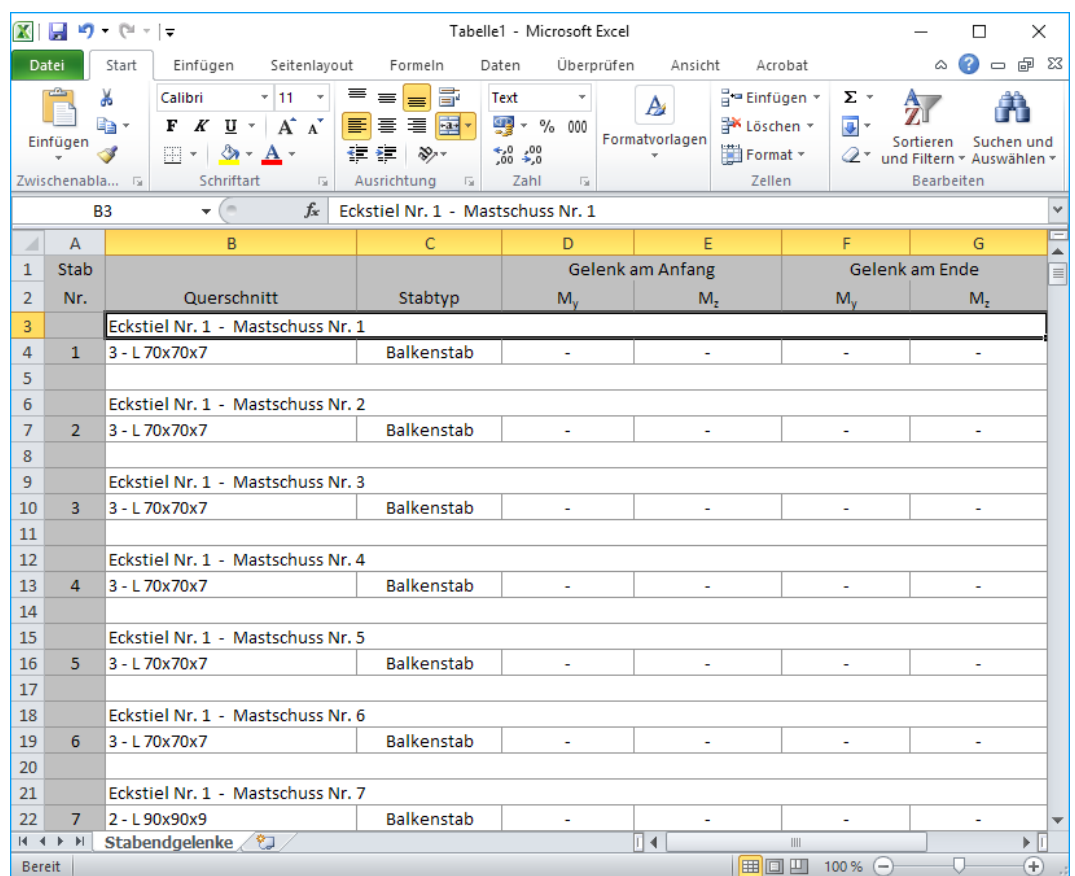 Tabelle1 - Microsoft Excel
Datei Start Einfügen Seitenlayout Formeln Daten Überprüfen Ansicht Acrobat
Calibri 11 Text Einfügen Σ
Einfügen F K U A A % 000 Formatvorlagen Löschen Sortieren und Filtern Suchen und Auswählen
A ,00 ,0 ,00 Format
Zwischenabla... Schriftart Ausrichtung Zahl Zellen Bearbeiten
B3 fx Eckstiel Nr. 1 - Mastschuss Nr. 1
A B C D E F G
1 Stab Gelenk am Anfang Gelenk am Ende
2 Nr. Querschnitt Stabtyp My Mz My Mz
3 Eckstiel Nr. 1 - Mastschuss Nr. 1
4 1 3 - L 70x70x7 Balkenstab - - - -
5
6 Eckstiel Nr. 1 - Mastschuss Nr. 2
7 2 3 - L 70x70x7 Balkenstab - - - -
8
9 Eckstiel Nr. 1 - Mastschuss Nr. 3
10 3 3 - L 70x70x7 Balkenstab - - - -
11
12 Eckstiel Nr. 1 - Mastschuss Nr. 4
13 4 3 - L 70x70x7 Balkenstab - - - -
14
15 Eckstiel Nr. 1 - Mastschuss Nr. 5
16 5 3 - L 70x70x7 Balkenstab - - - -
17
18 Eckstiel Nr. 1 - Mastschuss Nr. 6
19 6 3 - L 70x70x7 Balkenstab - - - -
20
21 Eckstiel Nr. 1 - Mastschuss Nr. 7
22 7 2 - L 90x90x9 Balkenstab - - - -
Stabendgelenke
Bereit 100 %